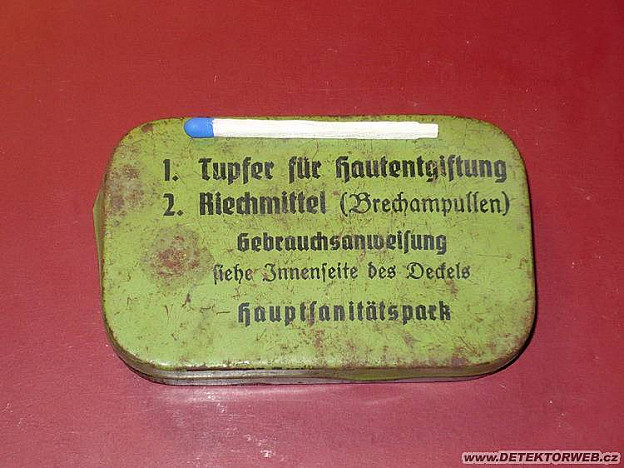 1. Tupfer für Hautentgiftung
2. Riechmittel (Brechampullen)
Gebrauchsanweiſung
ſiehe Innenſeite des Deckels
Hauptſanitätspark
www.DETEKTORWEB.cz